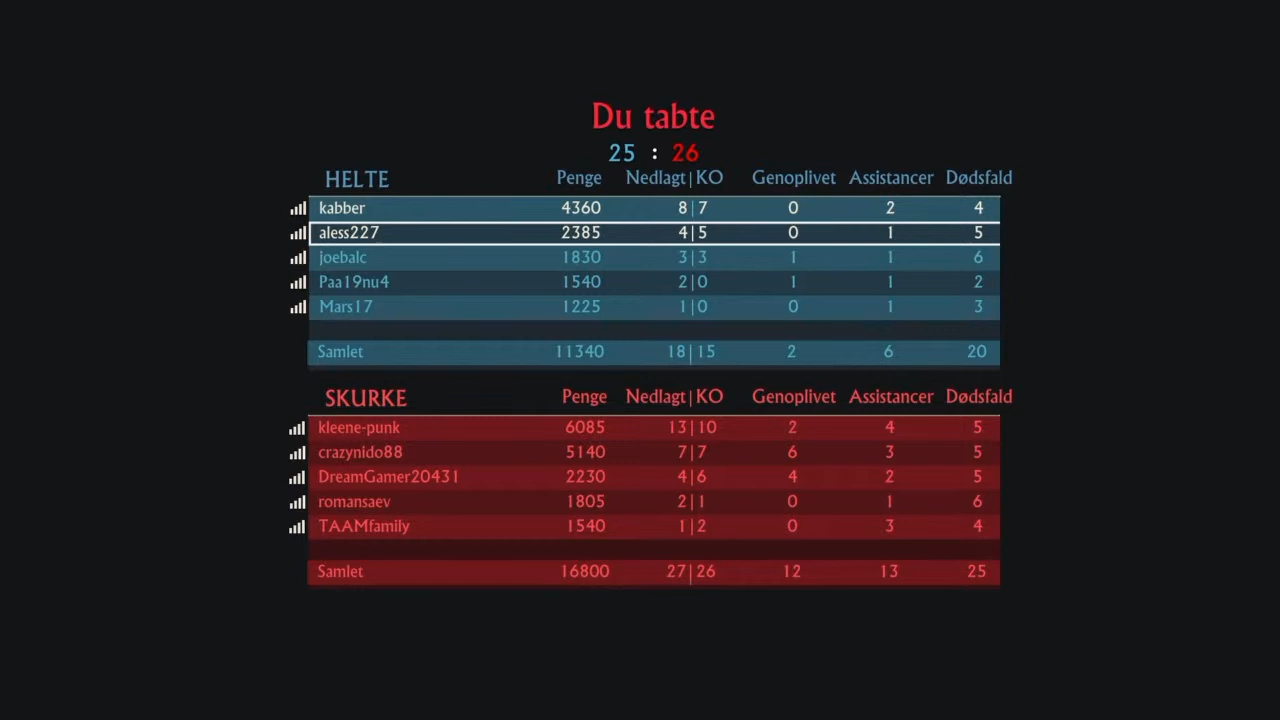 Du tabte
25 : 26
HELTE Penge Nedlagt|KO Genoplivet Assistancer Dødsfald
kabber 4360 8|7 0 2 4
aless227 2385 4|5 0 1 5
joebalc 1830 3|3 1 1 6
Paa19nu4 1540 2|0 1 1 2
Mars17 1225 1|0 0 1 3
Samlet 11340 18|15 2 6 20
SKURKE Penge Nedlagt|KO Genoplivet Assistancer Dødsfald
kleene-punk 6085 13|10 2 4 5
crazynido88 5140 7|7 6 3 5
DreamGamer20431 2230 4|6 4 2 5
romansaev 1805 2|1 0 1 6
TAAMfamily 1540 1|2 0 3 4
Samlet 16800 27|26 12 13 25